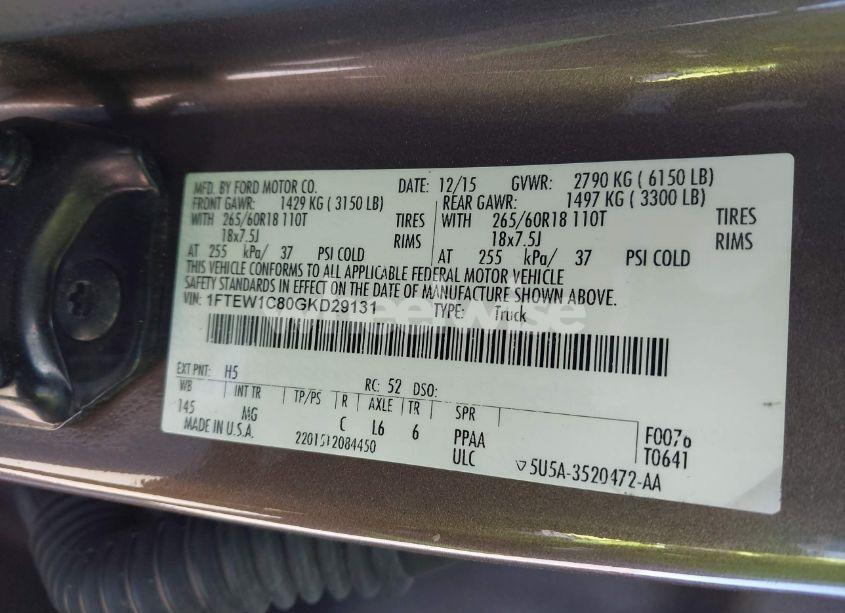 MFD. BY FORD MOTOR CO. DATE: 12/15 GVWR: 2790 KG ( 6150 LB)
FRONT GAWR: 1429 KG ( 3150 LB) REAR GAWR: 1497 KG ( 3300 LB)
WITH 265/60R18 110T TIRES WITH 265/60R18 110T TIRES
18x7.5J RIMS 18x7.5J RIMS
AT 255 kPa/ 37 PSI COLD AT 255 kPa/ 37 PSI COLD
THIS VEHICLE CONFORMS TO ALL APPLICABLE FEDERAL MOTOR VEHICLE
SAFETY STANDARDS IN EFFECT ON THE DATE OF MANUFACTURE SHOWN ABOVE.
VIN: 1FTEW1C80GKD29131 TYPE: Truck
EXT PNT: H5 RC: 52 DSO:
WB INT TR TP/PS R AXLE TR SPR
145 MG C L6 6 PPAA F0076
MADE IN U.S.A. 2201512084450 ULC T0641
5U5A-3520472-AA